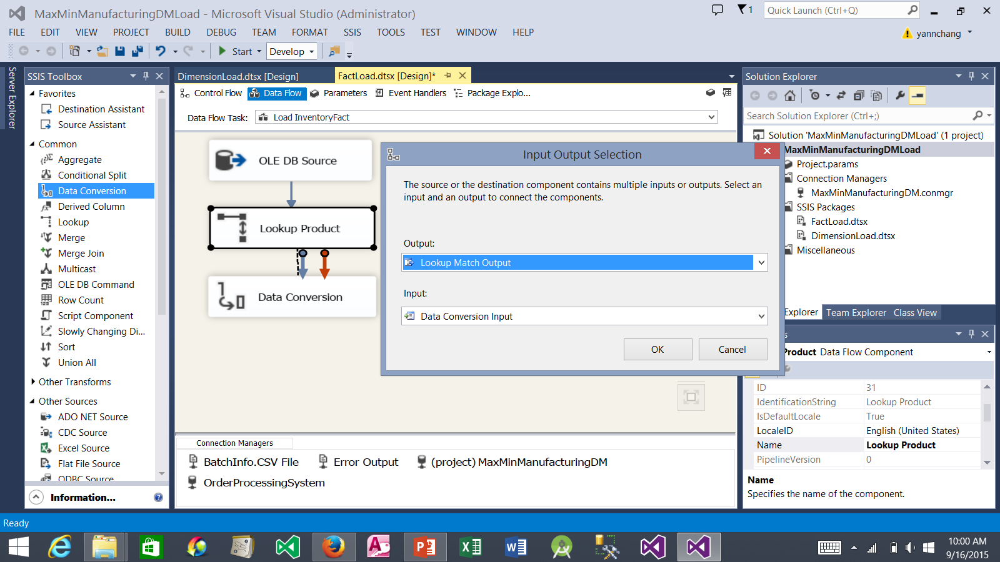 MaxMinManufacturingDMLoad - Microsoft Visual Studio (Administrator)
1
Quick Launch (Ctrl+Q)
FILE EDIT VIEW PROJECT BUILD DEBUG TEAM FORMAT SSIS TOOLS TEST WINDOW HELP
yannchang
Start
Develop
Server Explorer
SSIS Toolbox
Favorites
Destination Assistant
Source Assistant
Common
Aggregate
Conditional Split
Data Conversion
Derived Column
Lookup
Merge
Merge Join
Multicast
OLE DB Command
Row Count
Script Component
Slowly Changing Di...
Sort
Union All
Other Transforms
Other Sources
ADO NET Source
CDC Source
Excel Source
Flat File Source
ODBC Source
Information...
DimensionLoad.dtsx [Design]
FactLoad.dtsx [Design]*
Control Flow
Data Flow
Parameters
Event Handlers
Package Explo...
Data Flow Task:
Load InventoryFact
OLE DB Source
Lookup Product
Data Conversion
Input Output Selection
The source or the destination component contains multiple inputs or outputs. Select an
input and an output to connect the components.
Output:
Lookup Match Output
Input:
Data Conversion Input
OK
Cancel
Connection Managers
BatchInfo.CSV File
Error Output
(project) MaxMinManufacturingDM
OrderProcessingSystem
Solution Explorer
Search Solution Explorer (Ctrl+;)
Solution 'MaxMinManufacturingDMLoad' (1 project)
MaxMinManufacturingDMLoad
Project.params
Connection Managers
MaxMinManufacturingDM.conmgr
SSIS Packages
FactLoad.dtsx
DimensionLoad.dtsx
Miscellaneous
Explorer
Team Explorer
Class View
s
Product Data Flow Component
ID 31
IdentificationString Lookup Product
IsDefaultLocale True
LocaleID English (United States)
Name Lookup Product
PipelineVersion 0
Name
Specifies the name of the component.
Ready
10:00 AM
9/16/2015